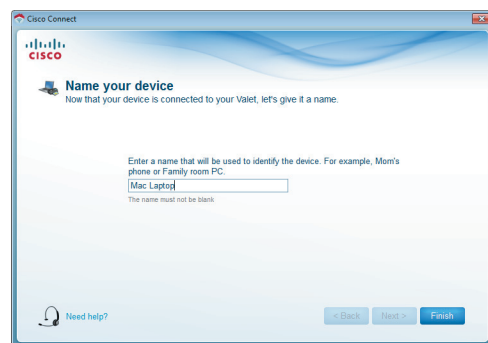 Cisco Connect
CISCO
Name your device
Now that your device is connected to your Valet, let's give it a name.
Enter a name that will be used to identify the device. For example, Mom's
phone or Family room PC.
Mac Laptop
The name must not be blank
Need help?
< Back
Next >
Finish